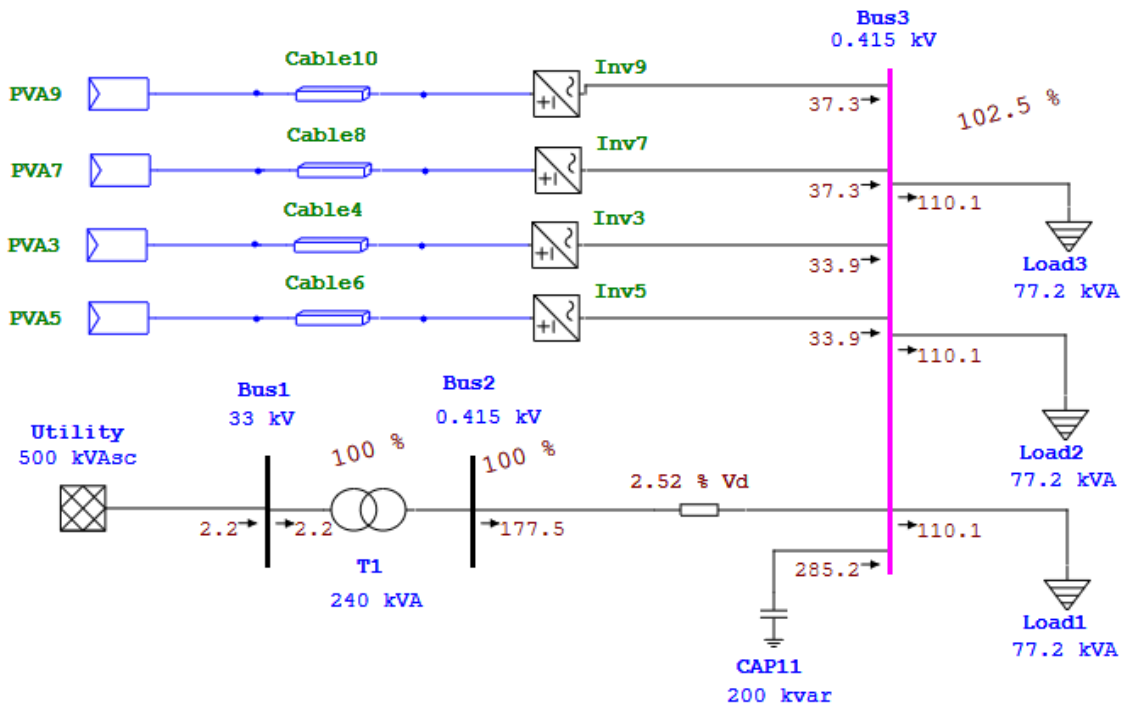 Bus3
0.415 kV
Cable10
Inv9
PVA9
37.3
102.5 %
Cable8
Inv7
PVA7
37.3
110.1
Cable4
Inv3
PVA3
33.9
Load3
77.2 kVA
Cable6
Inv5
PVA5
33.9
110.1
Bus1
33 kV
Bus2
0.415 kV
Utility
500 kVAsc
100 %
100 %
Load2
77.2 kVA
2.52 % Vd
2.2
2.2
177.5
110.1
T1
240 kVA
285.2
Load1
77.2 kVA
CAP11
200 kvar